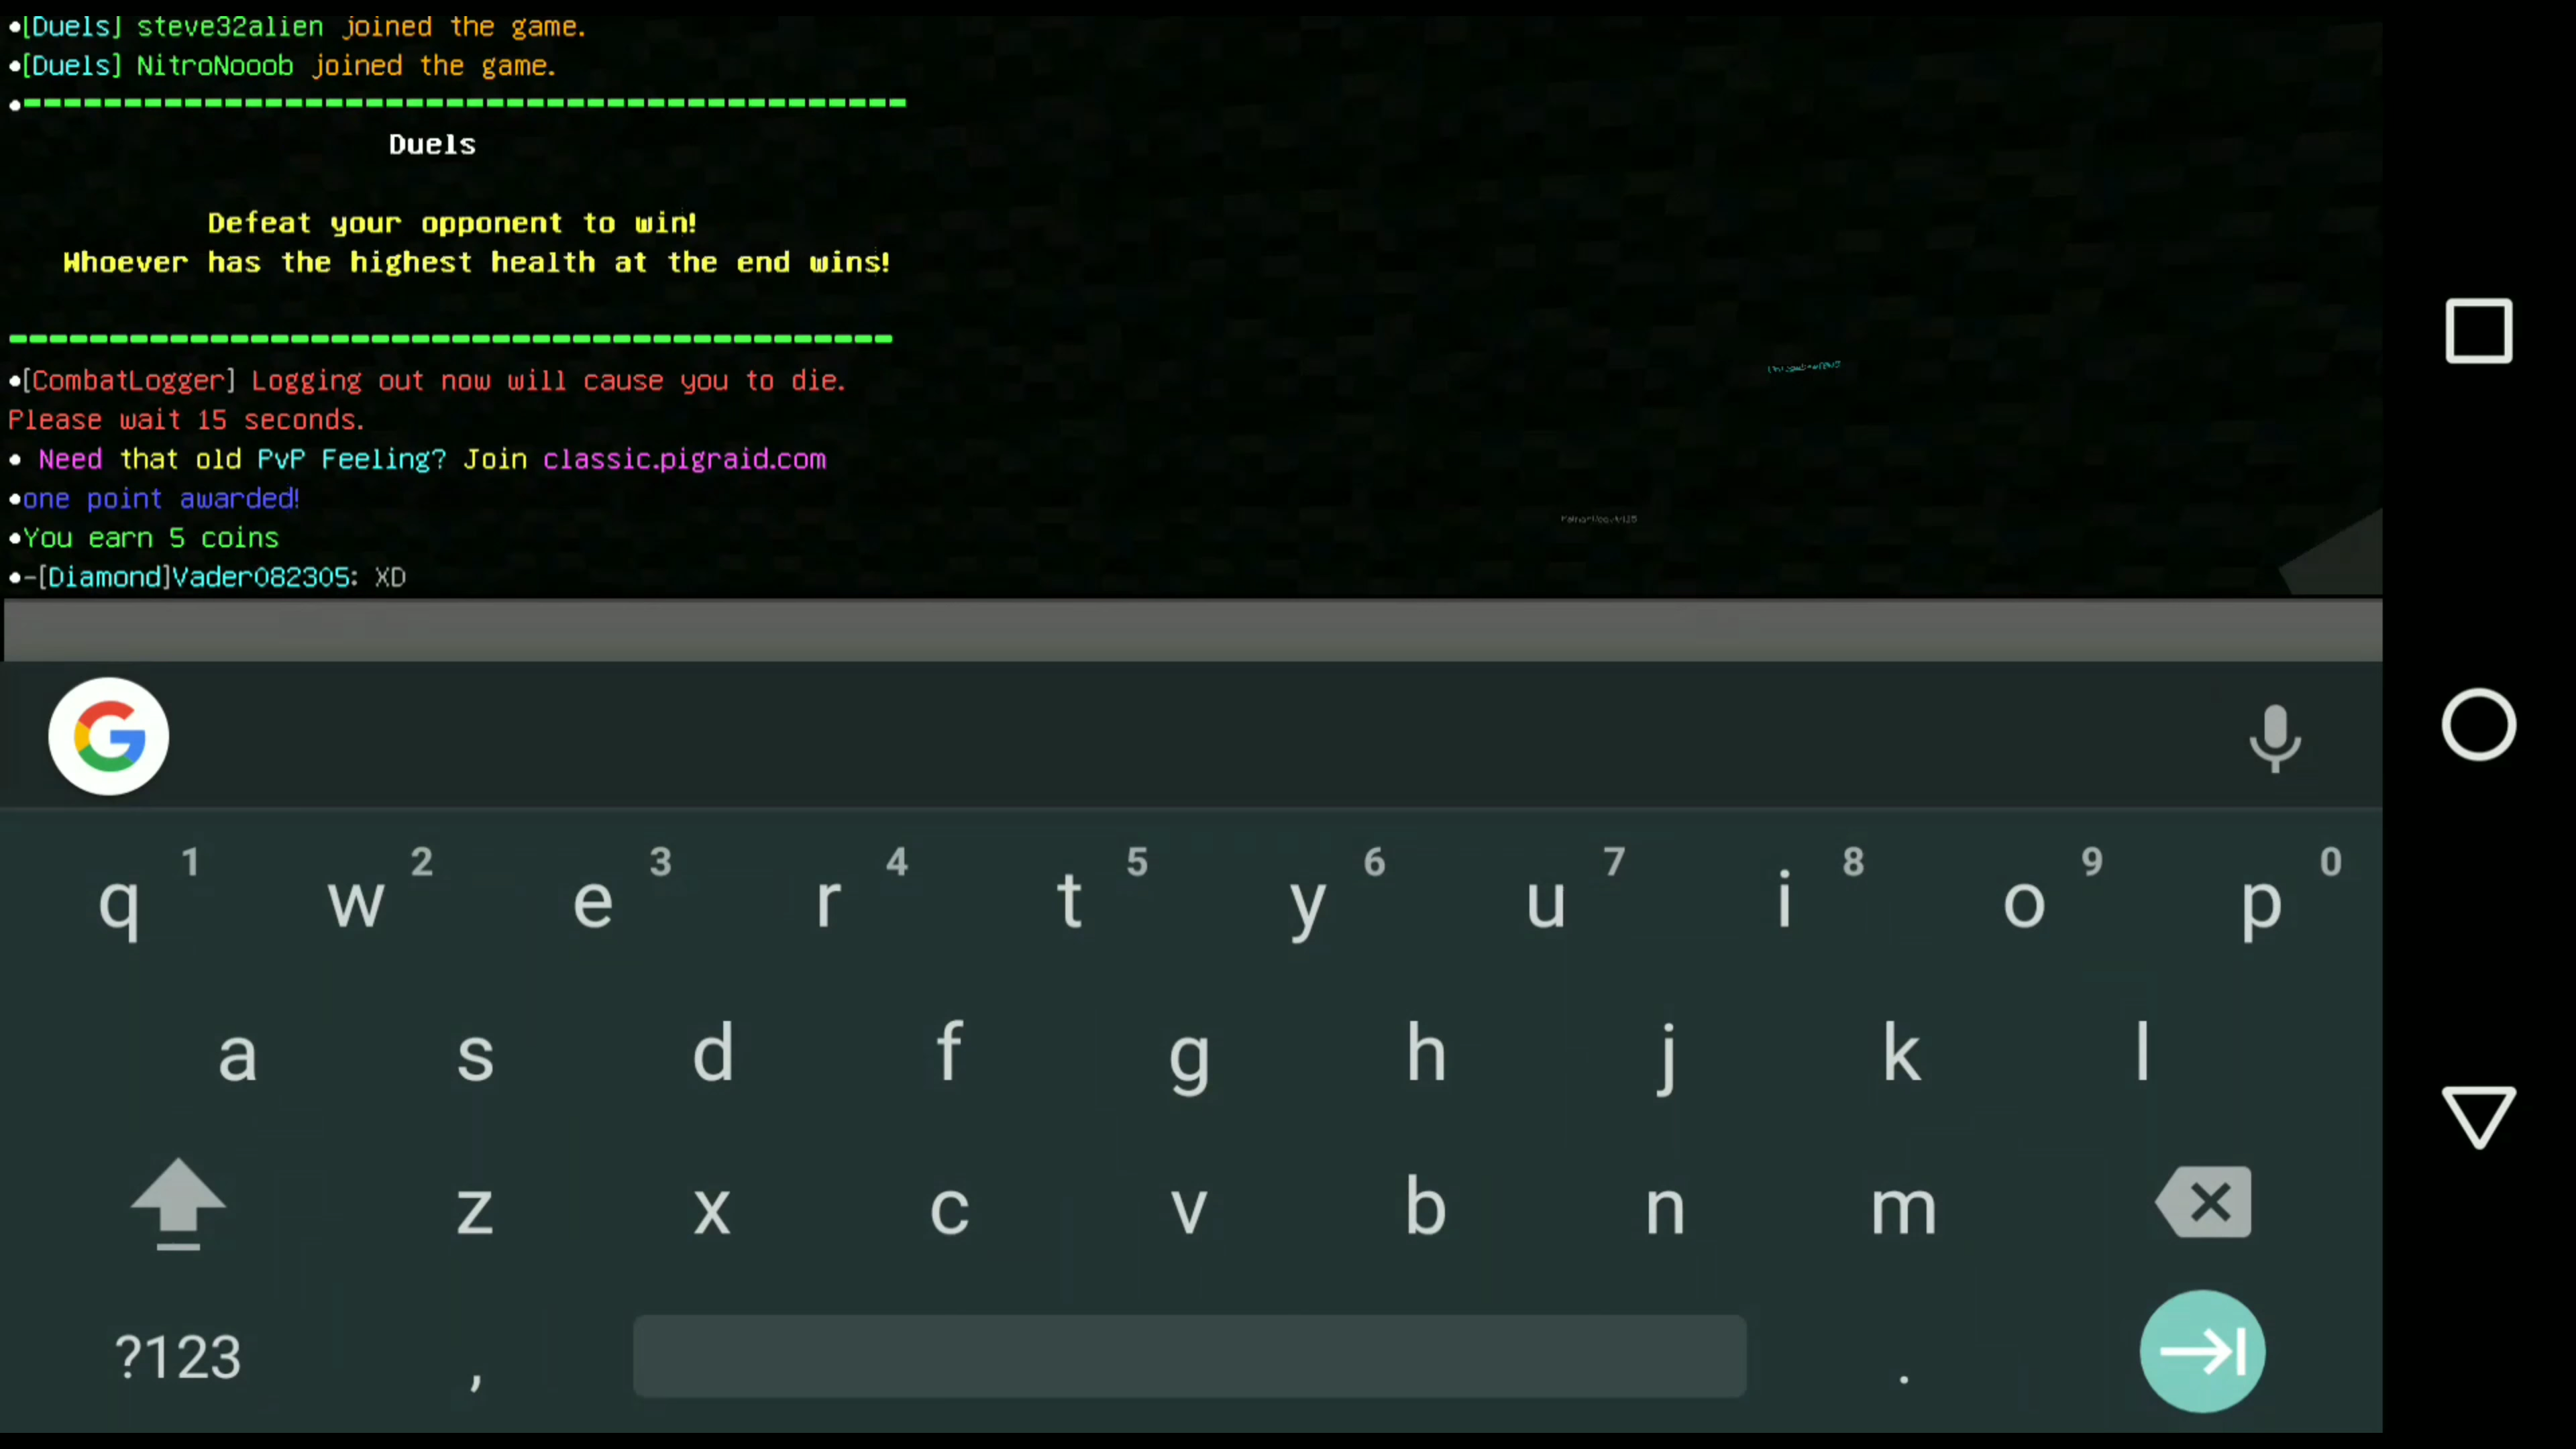 •[Duels] steve32alien joined the game.
•[Duels] NitroNooob joined the game.
Duels
Defeat your opponent to win!
Whoever has the highest health at the end wins!
•[CombatLogger] Logging out now will cause you to die.
Please wait 15 seconds.
• Need that old PvP Feeling? Join classic.pigraid.com
•one point awarded!
•You earn 5 coins
•-[Diamond]Vader082305: XD
G
q 1 w 2 e 3 r 4 t 5 y 6 u 7 i 8 o 9 p 0
a s d f g h j k l
z x c v b n m
?123 , .